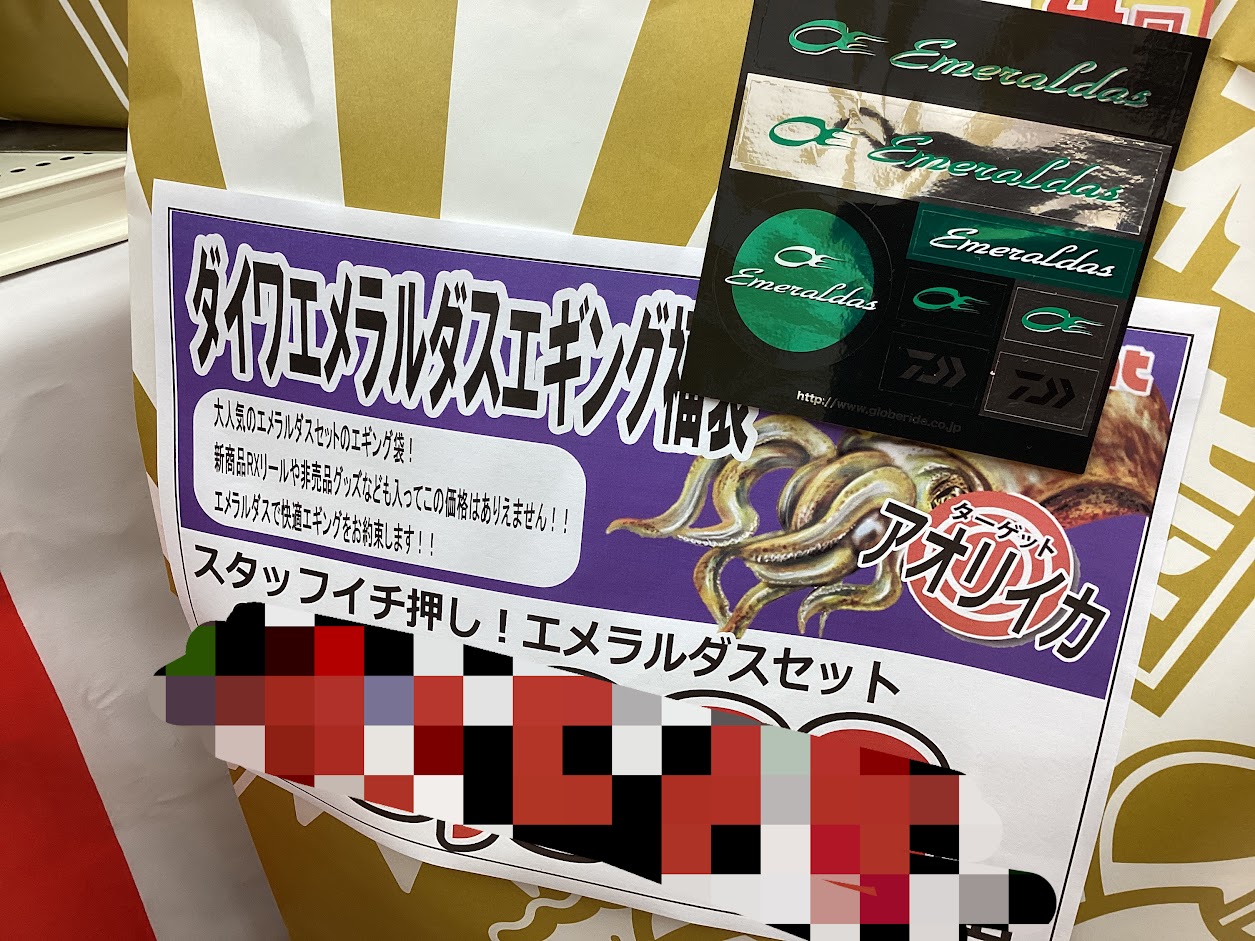 Emeraldas
Emeraldas
Emeraldas
Emeraldas
http://www.globeride.co.jp
ダイワエメラルダスエギング福袋
大人気のエメラルダスセットのエギング袋！
新商品RXリールや非売品グッズなども入ってこの価格はありえません！！
エメラルダスで快適エギングをお約束します！！
ターゲット
アオリイカ
スタッフイチ押し！エメラルダスセット